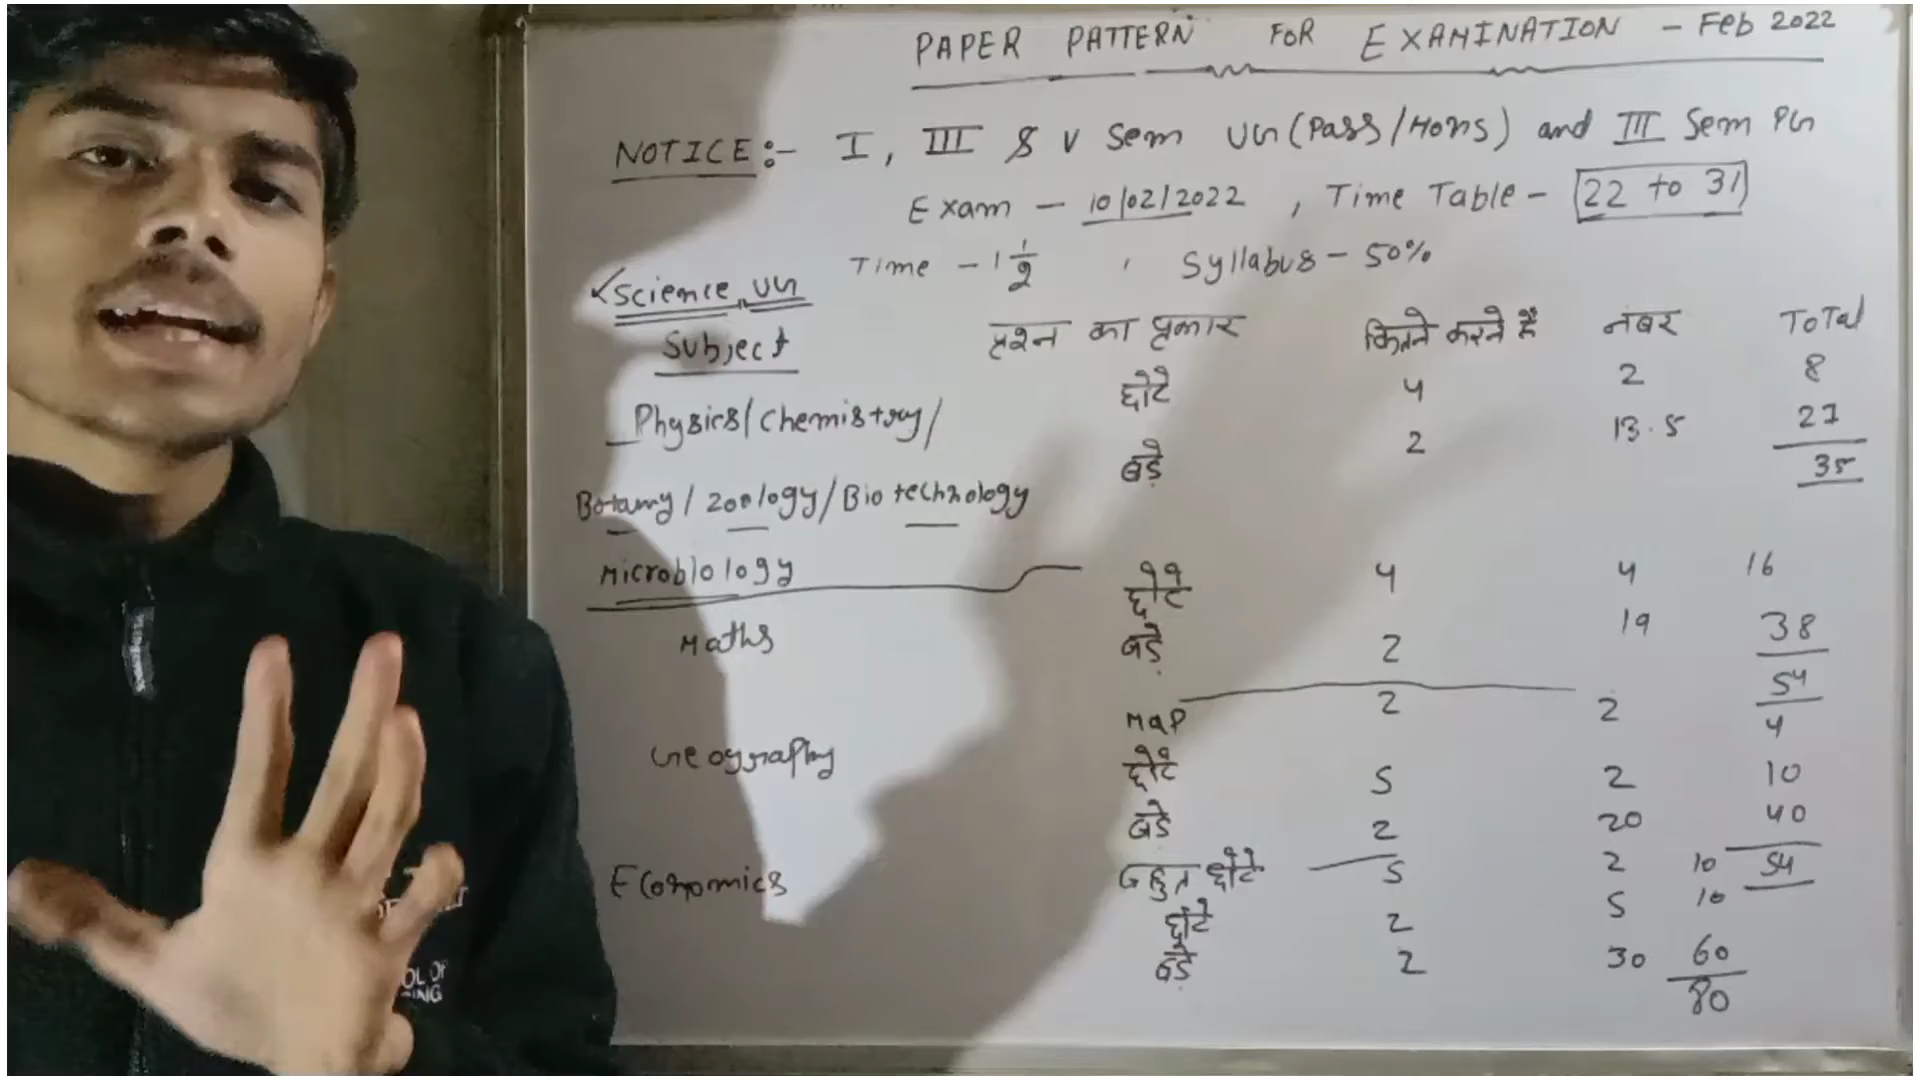 PAPER PATTERN FOR EXAMINATION - Feb 2022
NOTICE:- I, III & V Sem UG (Pass/Hons) and III Sem PG
Exam - 10/02/2022, Time Table - 22 to 31
Time - 1 1/2, Syllabus - 50%
Science UG
Subject प्रश्न का प्रकार कितने करने हैं नंबर ToTal
छोटे 4 2 8
Physics/Chemistry/ बड़े 2 13.5 27
35
Botany/Zoology/Biotechnology
Microbiology छोटे 4 4 16
Maths बड़े 2 19 38
54
Map 2 2 4
Geography छोटे 5 2 10
बड़े 2 20 40
54
Economics बहुत छोटे 5 2 10
छोटे 2 5 10
बड़े 2 30 60
80